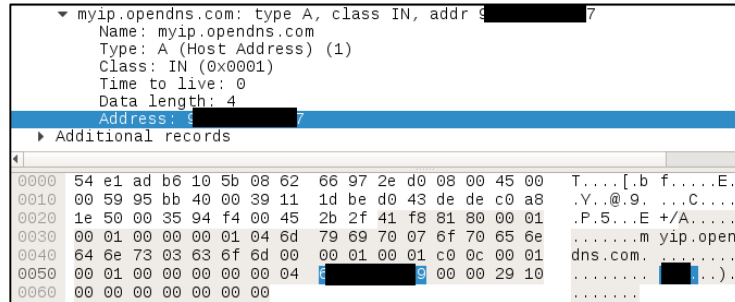 myip.opendns.com: type A, class IN, addr 9 7
Name: myip.opendns.com
Type: A (Host Address) (1)
Class: IN (0x0001)
Time to live: 0
Data length: 4
Address: 9 7
Additional records
0000 54 e1 ad b6 10 5b 08 62 66 97 2e d0 08 00 45 00 T....[.b f.....E.
0010 00 59 95 bb 40 00 39 11 1d be d0 43 de de c0 a8 .Y..@.9. ...C....
0020 1e 50 00 35 94 f4 00 45 2b 2f 41 f8 81 80 00 01 .P.5...E +/A.....
0030 00 01 00 00 00 01 04 6d 79 69 70 07 6f 70 65 6e .......m yip.open
0040 64 6e 73 03 63 6f 6d 00 00 01 00 01 c0 0c 00 01 dns.com. ........
0050 00 01 00 00 00 00 00 04 6 9 00 00 29 10 ........ ...).
0060 00 00 00 00 00 00 00 .......